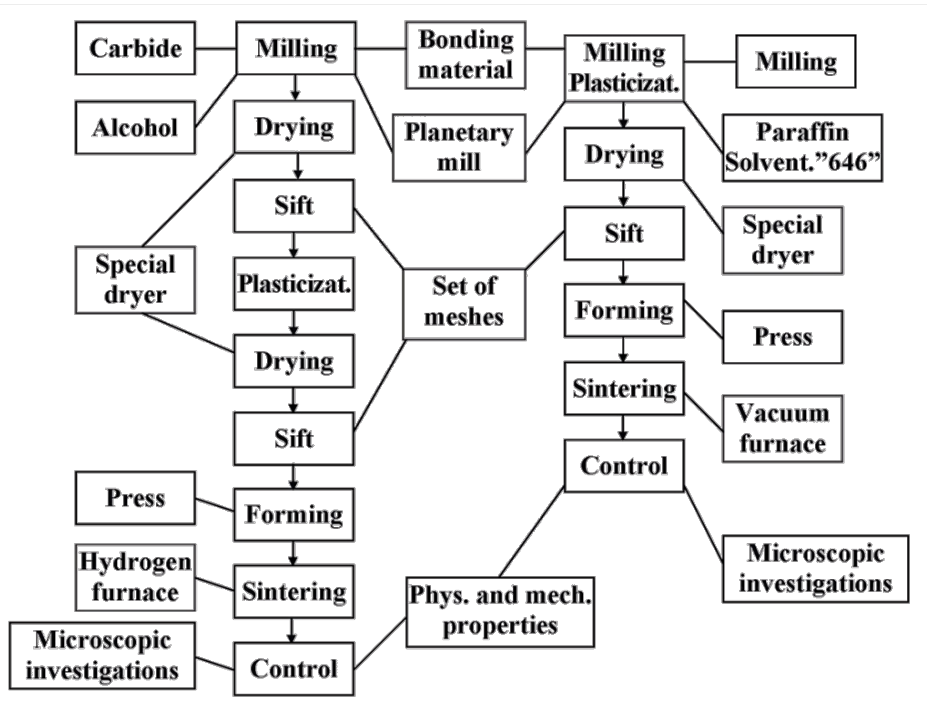 Carbide
Milling
Bonding
material
Milling
Plasticizat.
Milling
Alcohol
Drying
Planetary
mill
Drying
Paraffin
Solvent.”646”
Sift
Sift
Special
dryer
Special
dryer
Plasticizat.
Set of
meshes
Forming
Press
Drying
Sintering
Sift
Vacuum
furnace
Control
Press
Forming
Hydrogen
furnace
Sintering
Phys. and mech.
properties
Microscopic
investigations
Microscopic
investigations
Control